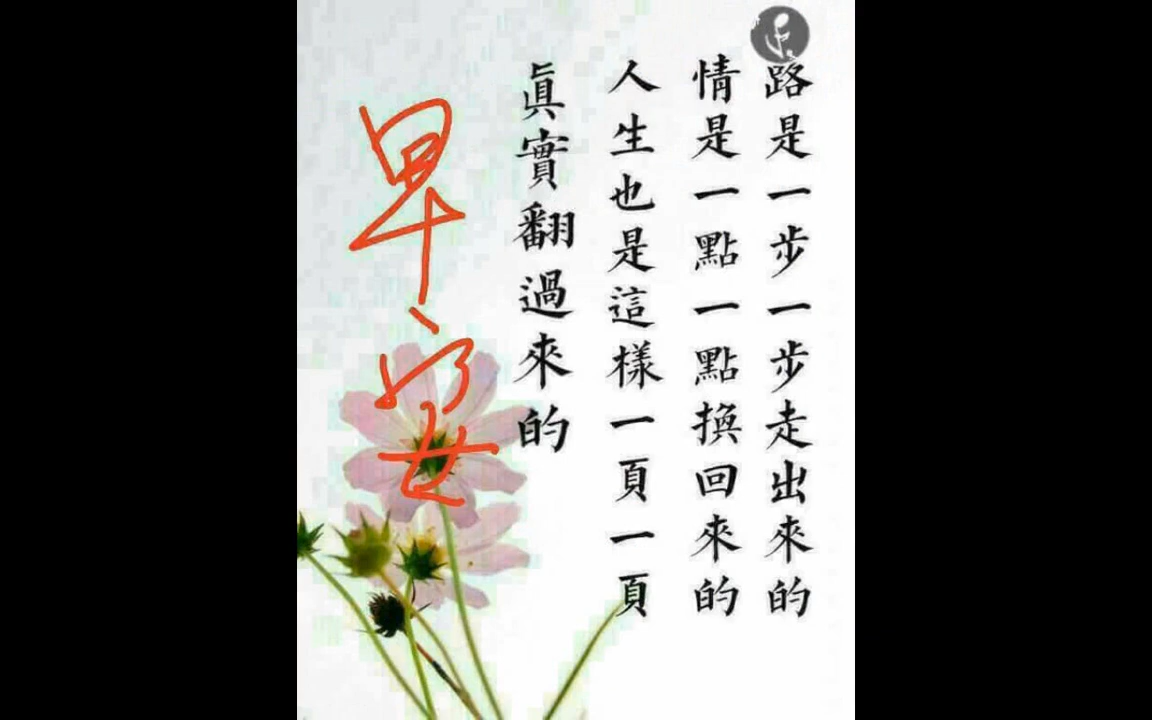 路是一步一步走出來的
情是一點一點換回來的
人生也是這樣一頁一頁
眞實翻過來的
早安